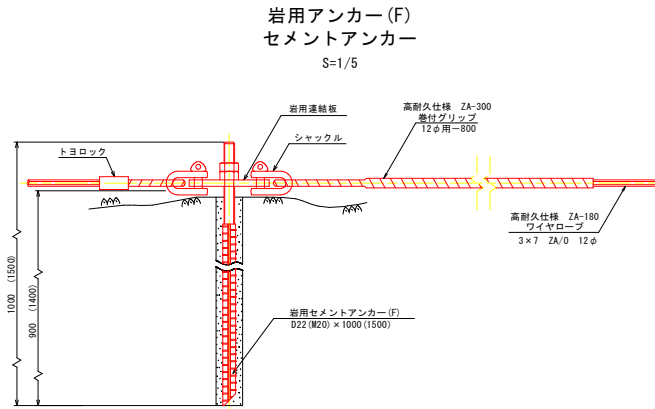 岩用アンカー(F)
セメントアンカー
S=1/5
岩用連結板
高耐久仕様 ZA-300
巻付グリップ
12φ用-800
シャックル
トヨロック
高耐久仕様 ZA-180
ワイヤロープ
3×7 ZA/O 12φ
1000 (1500)
900 (1400)
岩用セメントアンカー(F)
D22(M20)×1000(1500)